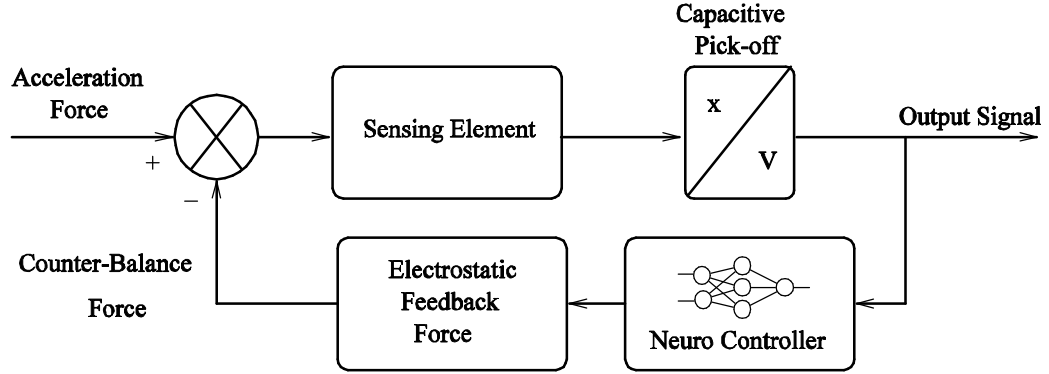 Capacitive
Pick-off
Acceleration
Force
x
Sensing Element
Output Signal
+
V
−
Counter-Balance
Force
Electrostatic
Feedback
Force
Neuro Controller